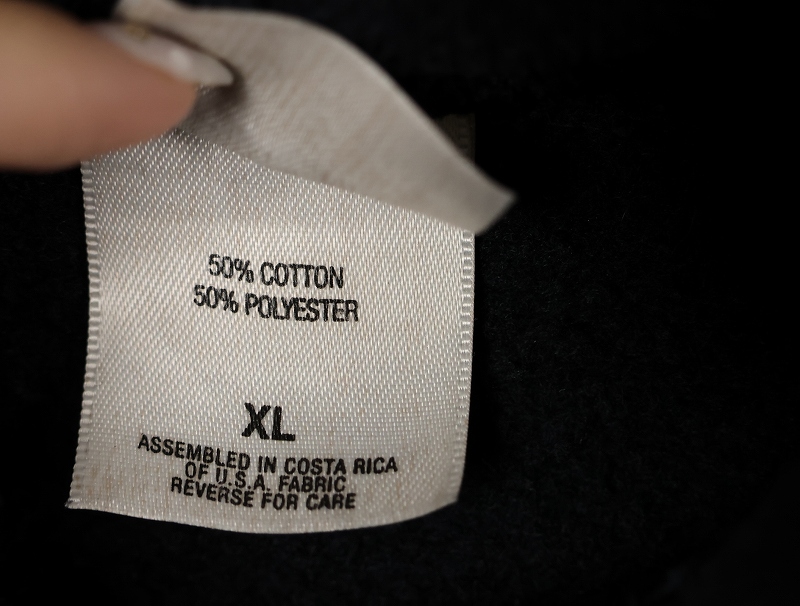 50% COTTON
50% POLYESTER
XL
ASSEMBLED IN COSTA RICA
OF U.S.A. FABRIC
REVERSE FOR CARE